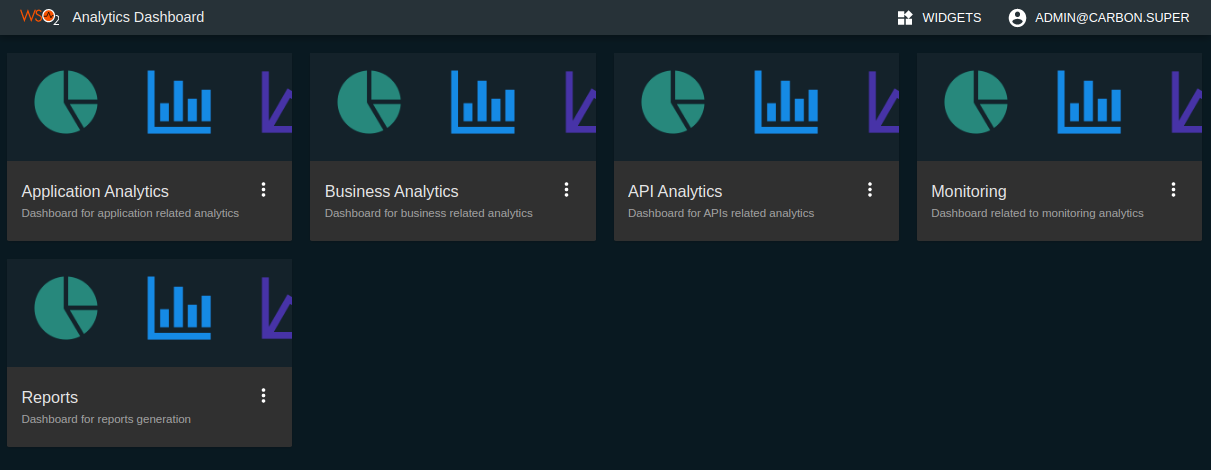 WSO2 Analytics Dashboard WIDGETS ADMIN@CARBON.SUPER
Application Analytics
Dashboard for application related analytics
Business Analytics
Dashboard for business related analytics
API Analytics
Dashboard for APIs related analytics
Monitoring
Dashboard related to monitoring analytics
Reports
Dashboard for reports generation